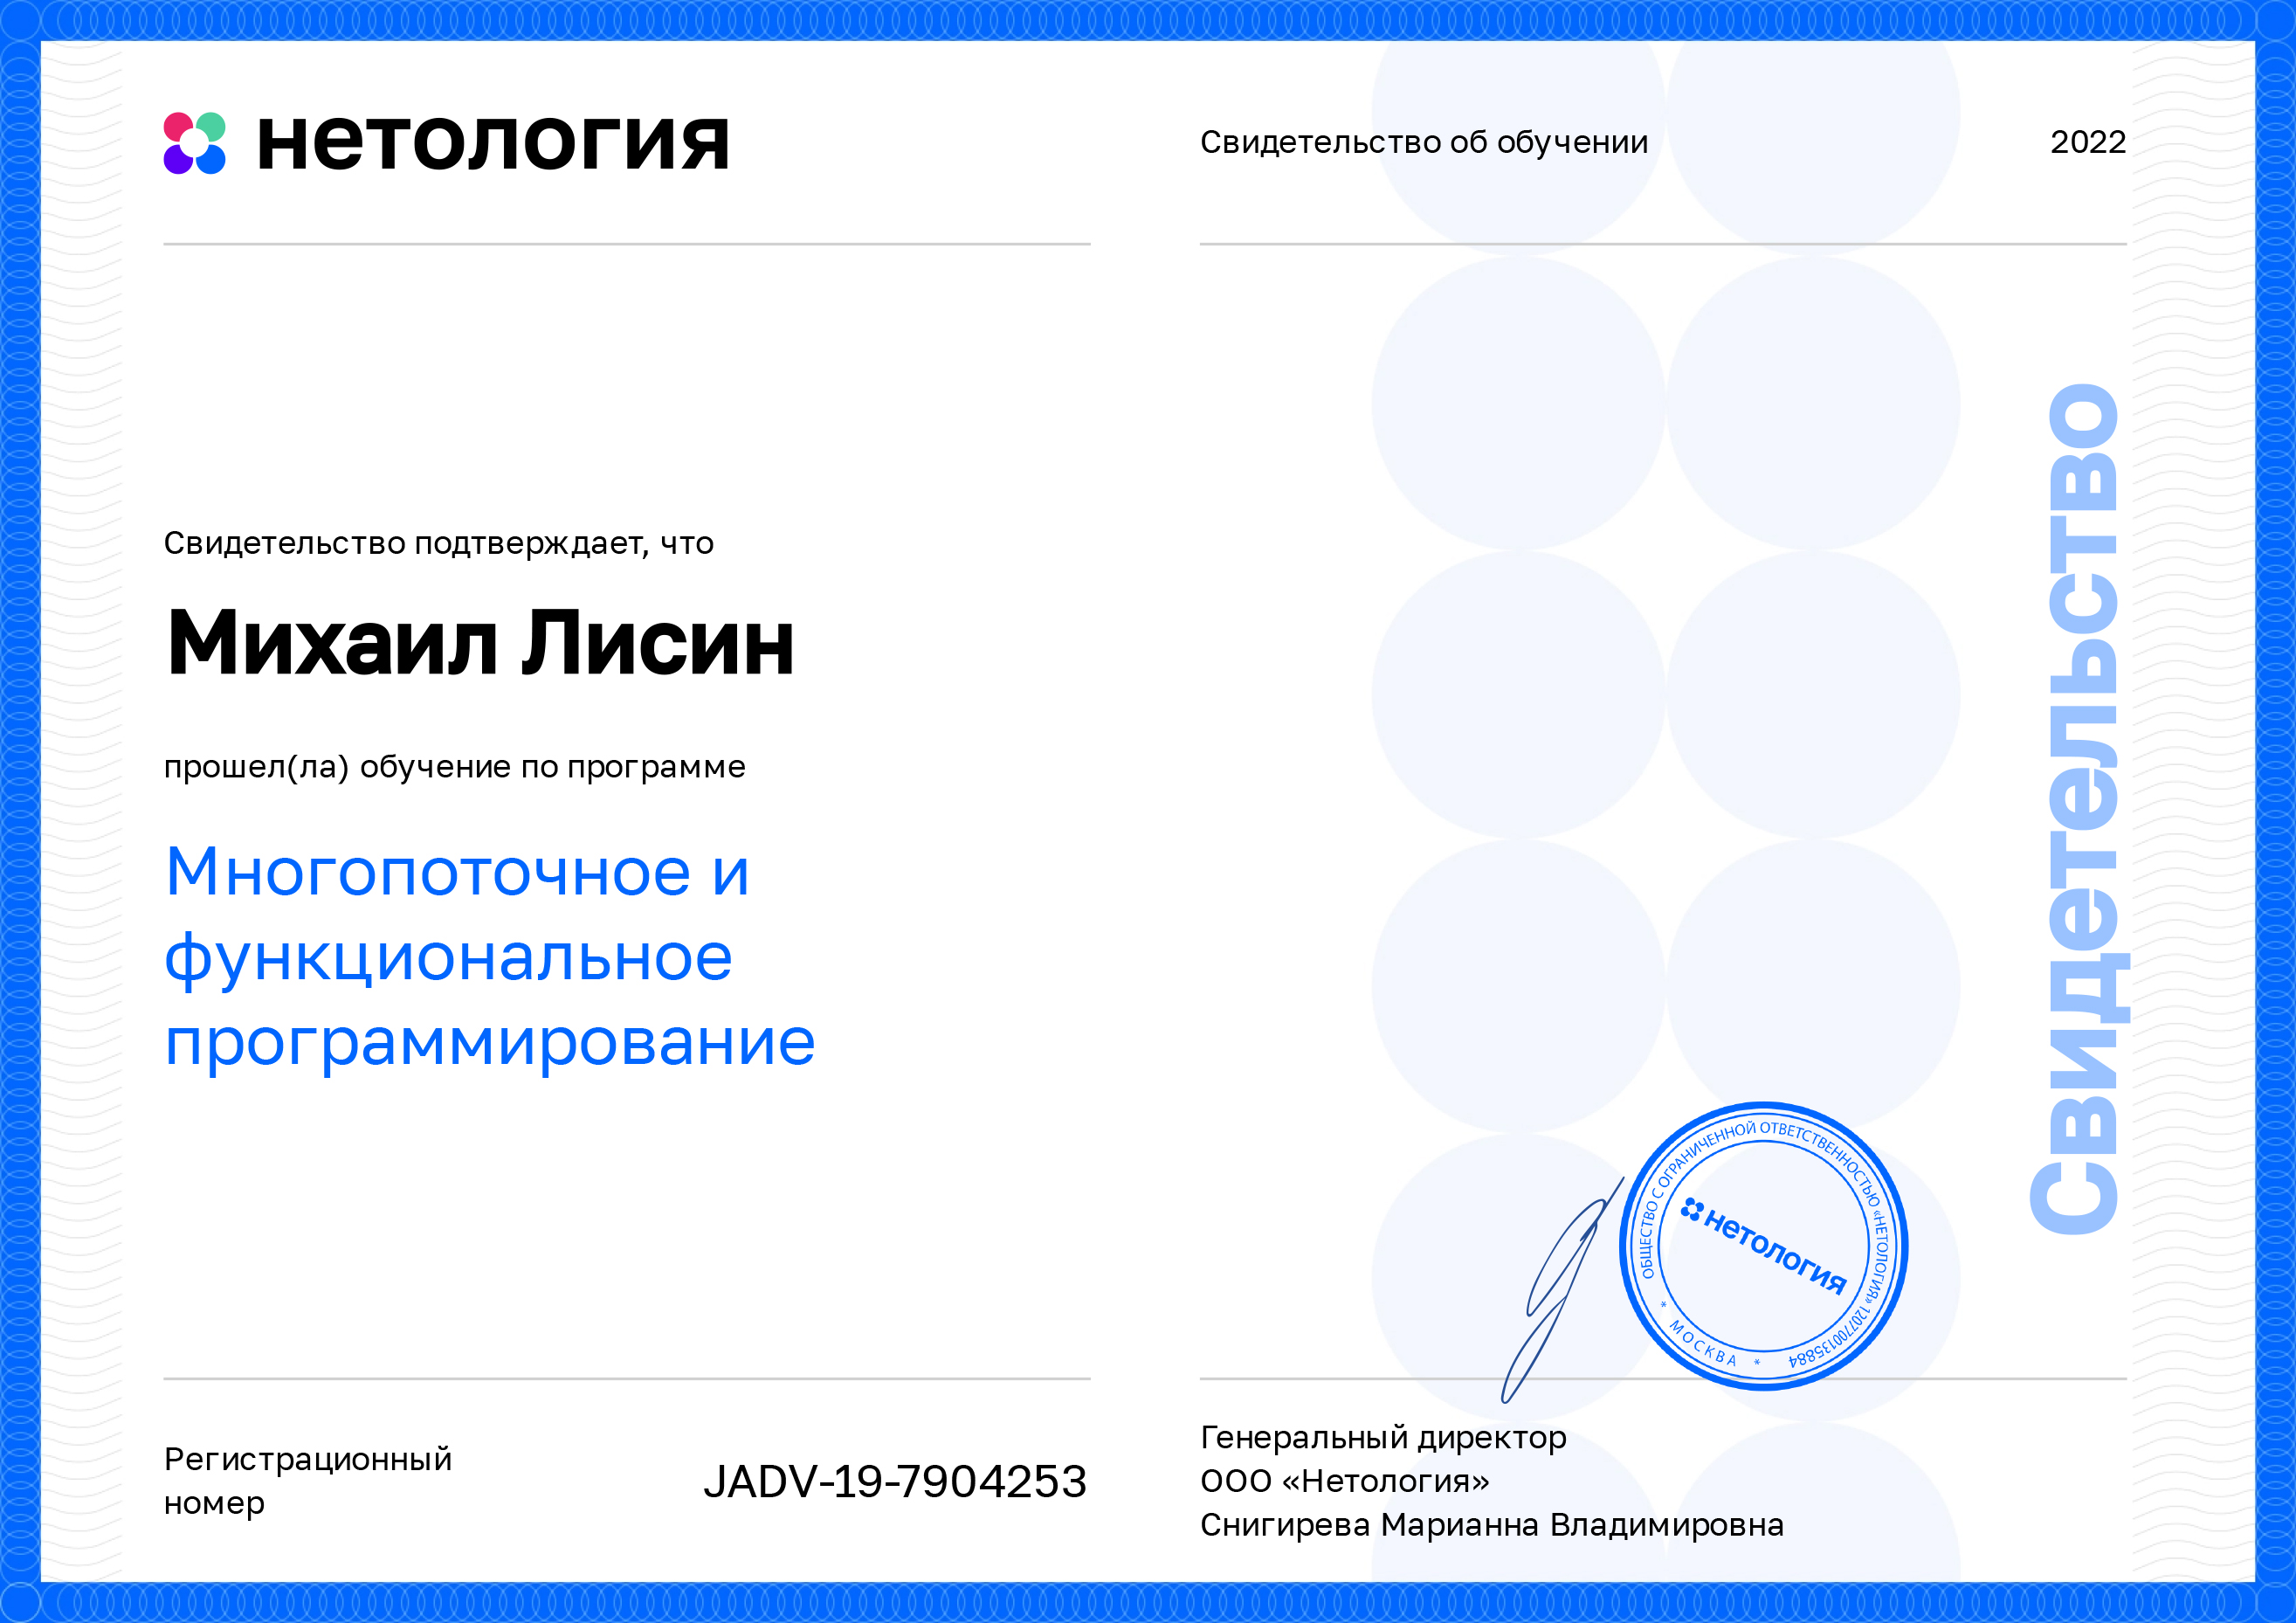 нетология
Свидетельство об обучении
2022
Свидетельство подтверждает, что
Михаил Лисин
прошел(ла) обучение по программе
Многопоточное и
функциональное
программирование
Свидетельство
ОБЩЕСТВО С ОГРАНИЧЕННОЙ ОТВЕТСТВЕННОСТЬЮ «НЕТОЛОГИЯ» 1207700135884
* МОСКВА *
нетология
Регистрационный
номер
JADV-19-7904253
Генеральный директор
ООО «Нетология»
Снигирева Марианна Владимировна